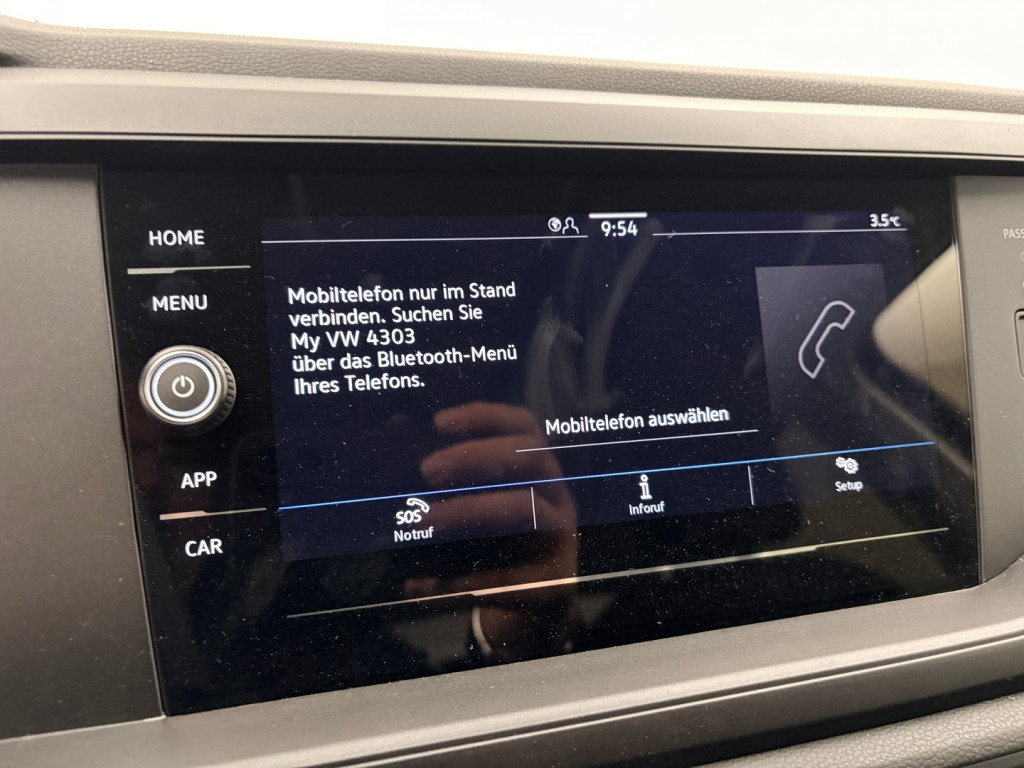 9:54
3.5°C
HOME
MENU
APP
CAR
Mobiltelefon nur im Stand
verbinden. Suchen Sie
My VW 4303
über das Bluetooth-Menü
Ihres Telefons.
Mobiltelefon auswählen
SOS
Notruf
i
Inforuf
Setup
PASS